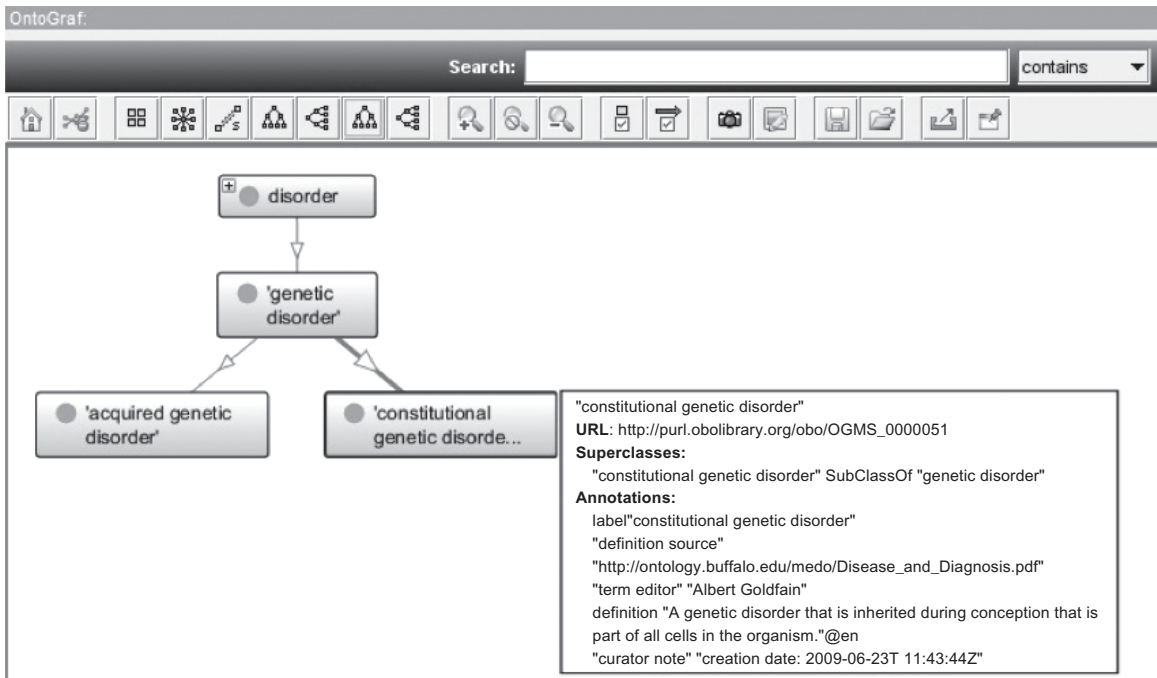 OntoGraf:
Search:
contains
disorder
'genetic
disorder'
'acquired genetic
disorder'
'constitutional
genetic disorde...
"constitutional genetic disorder"
URL: http://purl.obolibrary.org/obo/OGMS_0000051
Superclasses:
"constitutional genetic disorder" SubClassOf "genetic disorder"
Annotations:
label"constitutional genetic disorder"
"definition source"
"http://ontology.buffalo.edu/medo/Disease_and_Diagnosis.pdf"
"term editor" "Albert Goldfain"
definition "A genetic disorder that is inherited during conception that is
part of all cells in the organism."@en
"curator note" "creation date: 2009-06-23T 11:43:44Z"